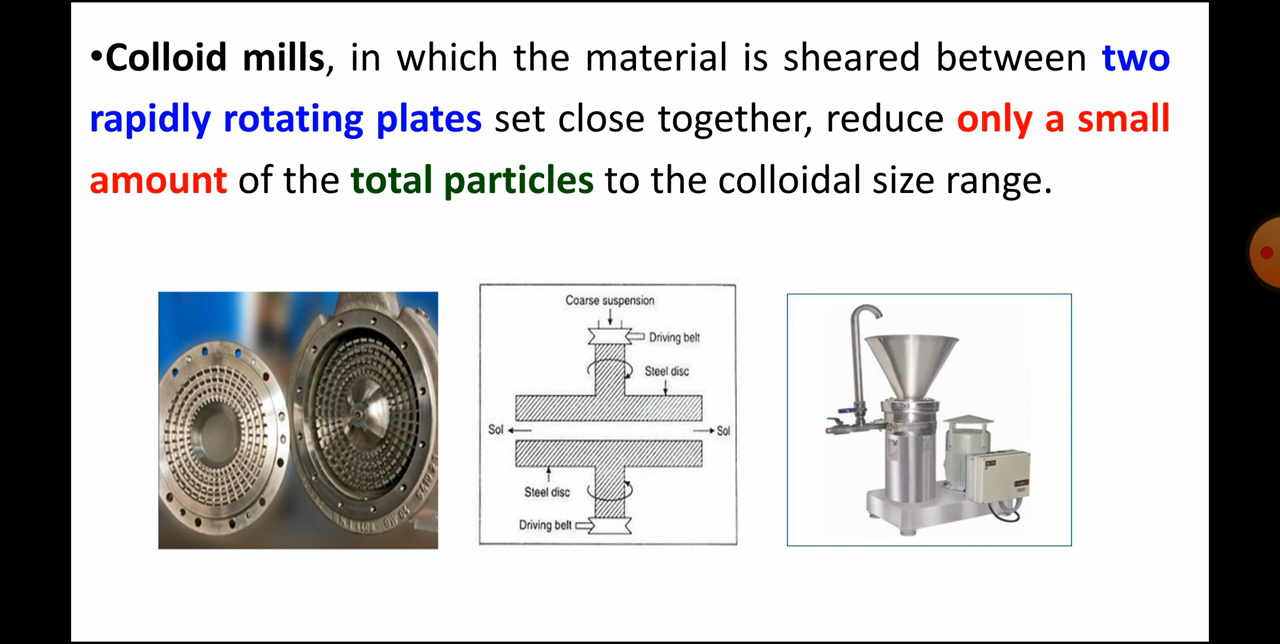 •Colloid mills, in which the material is sheared between two
rapidly rotating plates set close together, reduce only a small
amount of the total particles to the colloidal size range.
Coarse suspension
Driving belt
Steel disc
Sol
Sol
Steel disc
Driving belt